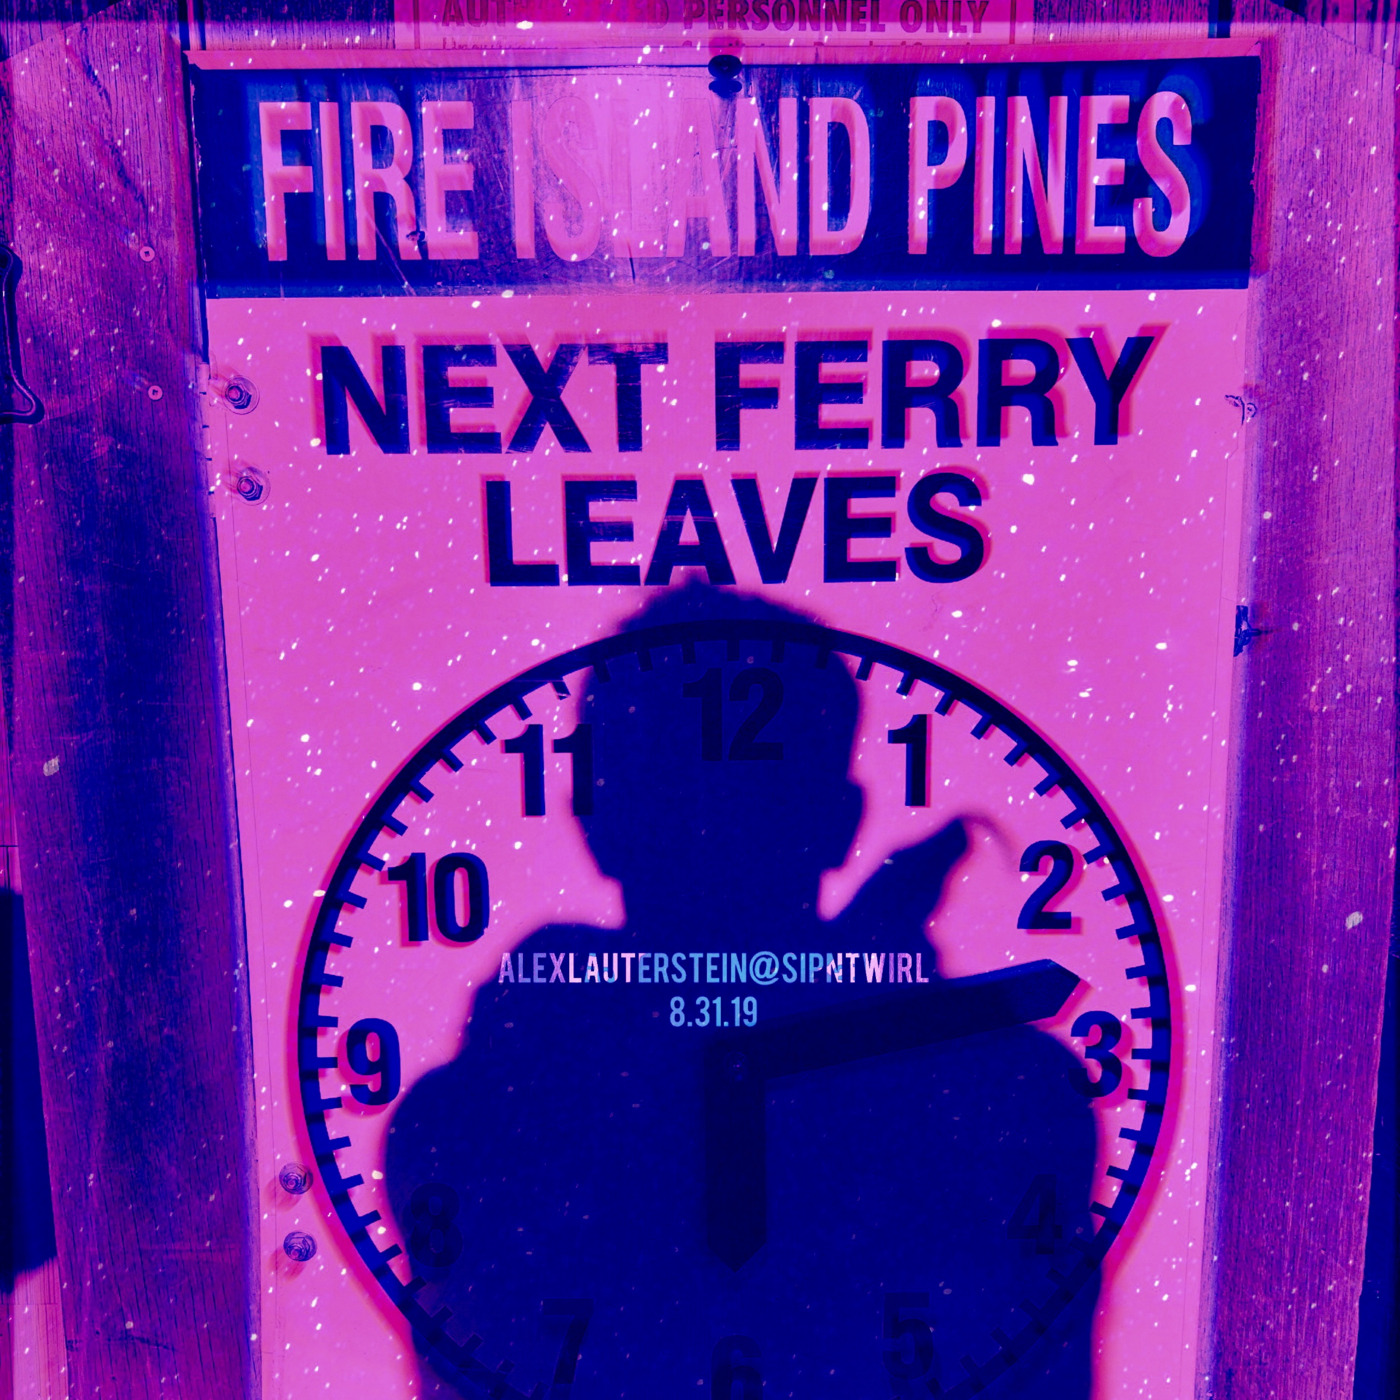 AUTHORIZED PERSONNEL ONLY
FIRE ISLAND PINES
NEXT FERRY
LEAVES
12
11
1
10
2
ALEXLAUTERSTEIN@SIPNTWIRL
8.31.19
9
3
8
4
7
5
6